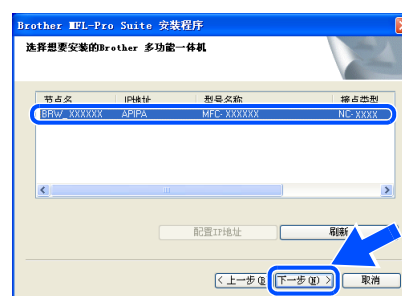 Brother MFL-Pro Suite 安装程序
选择想要安装的Brother 多功能一体机
节点名 IP地址 型号名称 接点类型
BRW_XXXXXX APIPA MFC-XXXXXX NC-XXXX
配置IP地址 刷新
<上一步(B 下一步(N) > 取消